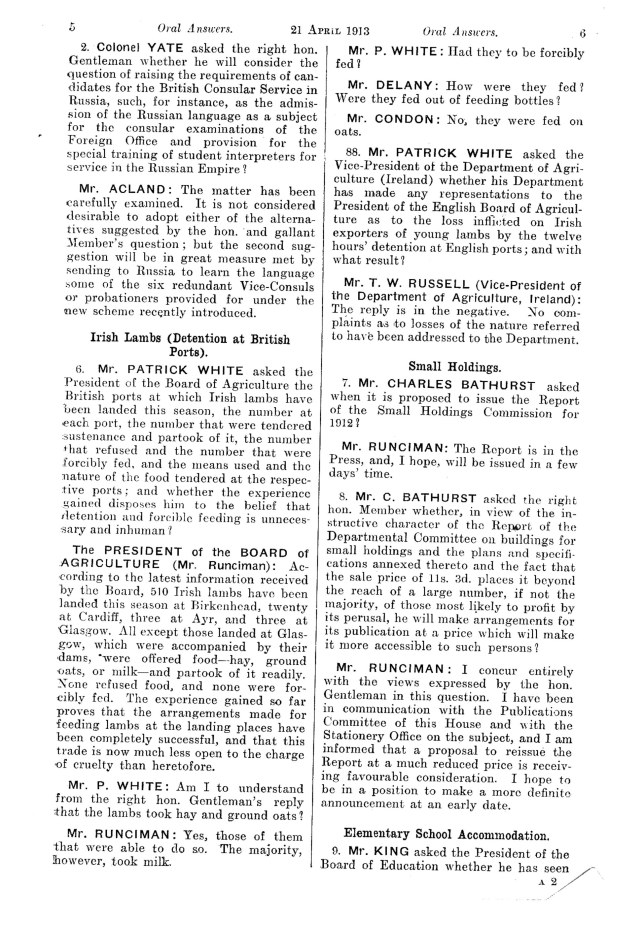 5 Oral Answers. 21 APRIL 1913 Oral Answers. 6
2. Colonel YATE asked the right hon.
Gentleman whether he will consider the
question of raising the requirements of can-
didates for the British Consular Service in
Russia, such, for instance, as the admis-
sion of the Russian language as a subject
for the consular examinations of the
Foreign Office and provision for the
special training of student interpreters for
service in the Russian Empire?
Mr. ACLAND: The matter has been
carefully examined. It is not considered
desirable to adopt either of the alterna-
tives suggested by the hon. and gallant
Member's question; but the second sug-
gestion will be in great measure met by
sending to Russia to learn the language
some of the six redundant Vice-Consuls
or probationers provided for under the
new scheme recently introduced.
Irish Lambs (Detention at British
Ports).
6. Mr. PATRICK WHITE asked the
President of the Board of Agriculture the
British ports at which Irish lambs have
been landed this season, the number at
each port, the number that were tendered
sustenance and partook of it, the number
that refused and the number that were
forcibly fed, and the means used and the
nature of the food tendered at the respec-
tive ports; and whether the experience
gained disposes him to the belief that
detention and forcible feeding is unneces-
sary and inhuman?
The PRESIDENT of the BOARD of
AGRICULTURE (Mr. Runciman): Ac-
cording to the latest information received
by the Board, 510 Irish lambs have been
landed this season at Birkenhead, twenty
at Cardiff, three at Ayr, and three at
Glasgow. All except those landed at Glas-
gow, which were accompanied by their
dams, were offered food—hay, ground
oats, or milk—and partook of it readily.
None refused food, and none were for-
cibly fed. The experience gained so far
proves that the arrangements made for
feeding lambs at the landing places have
been completely successful, and that this
trade is now much less open to the charge
of cruelty than heretofore.
Mr. P. WHITE: Am I to understand
from the right hon. Gentleman's reply
that the lambs took hay and ground oats?
Mr. RUNCIMAN: Yes, those of them
that were able to do so. The majority,
however, took milk.
Mr. P. WHITE: Had they to be forcibly
fed?
Mr. DELANY: How were they fed?
Were they fed out of feeding bottles?
Mr. CONDON: No, they were fed on
oats.
88. Mr. PATRICK WHITE asked the
Vice-President of the Department of Agri-
culture (Ireland) whether his Department
has made any representations to the
President of the English Board of Agricul-
ture as to the loss inflicted on Irish
exporters of young lambs by the twelve
hours' detention at English ports; and with
what result?
Mr. T. W. RUSSELL (Vice-President of
the Department of Agriculture, Ireland):
The reply is in the negative. No com-
plaints as to losses of the nature referred
to have been addressed to the Department.
Small Holdings.
7. Mr. CHARLES BATHURST asked
when it is proposed to issue the Report
of the Small Holdings Commission for
1912?
Mr. RUNCIMAN: The Report is in the
Press, and, I hope, will be issued in a few
days' time.
8. Mr. C. BATHURST asked the right
hon. Member whether, in view of the in-
structive character of the Report of the
Departmental Committee on buildings for
small holdings and the plans and specifi-
cations annexed thereto and the fact that
the sale price of 11s. 3d. places it beyond
the reach of a large number, if not the
majority, of those most likely to profit by
its perusal, he will make arrangements for
its publication at a price which will make
it more accessible to such persons?
Mr. RUNCIMAN: I concur entirely
with the views expressed by the hon.
Gentleman in this question. I have been
in communication with the Publications
Committee of this House and with the
Stationery Office on the subject, and I am
informed that a proposal to reissue the
Report at a much reduced price is receiv-
ing favourable consideration. I hope to
be in a position to make a more definite
announcement at an early date.
Elementary School Accommodation.
9. Mr. KING asked the President of the
Board of Education whether he has seen
A 2